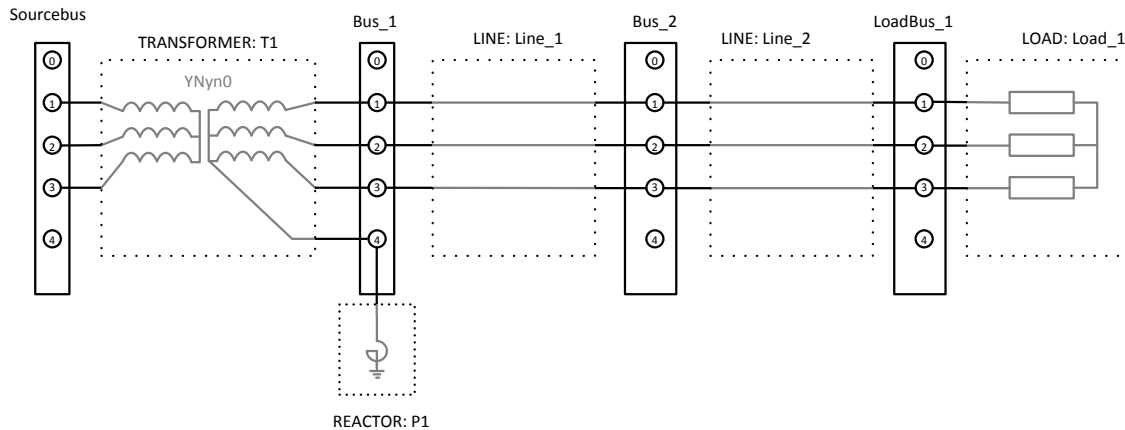 Sourcebus
Bus_1
Bus_2
LoadBus_1
TRANSFORMER: T1
LINE: Line_1
LINE: Line_2
LOAD: Load_1
YNyn0
0
1
2
3
4
0
1
2
3
4
0
1
2
3
4
0
1
2
3
4
REACTOR: P1